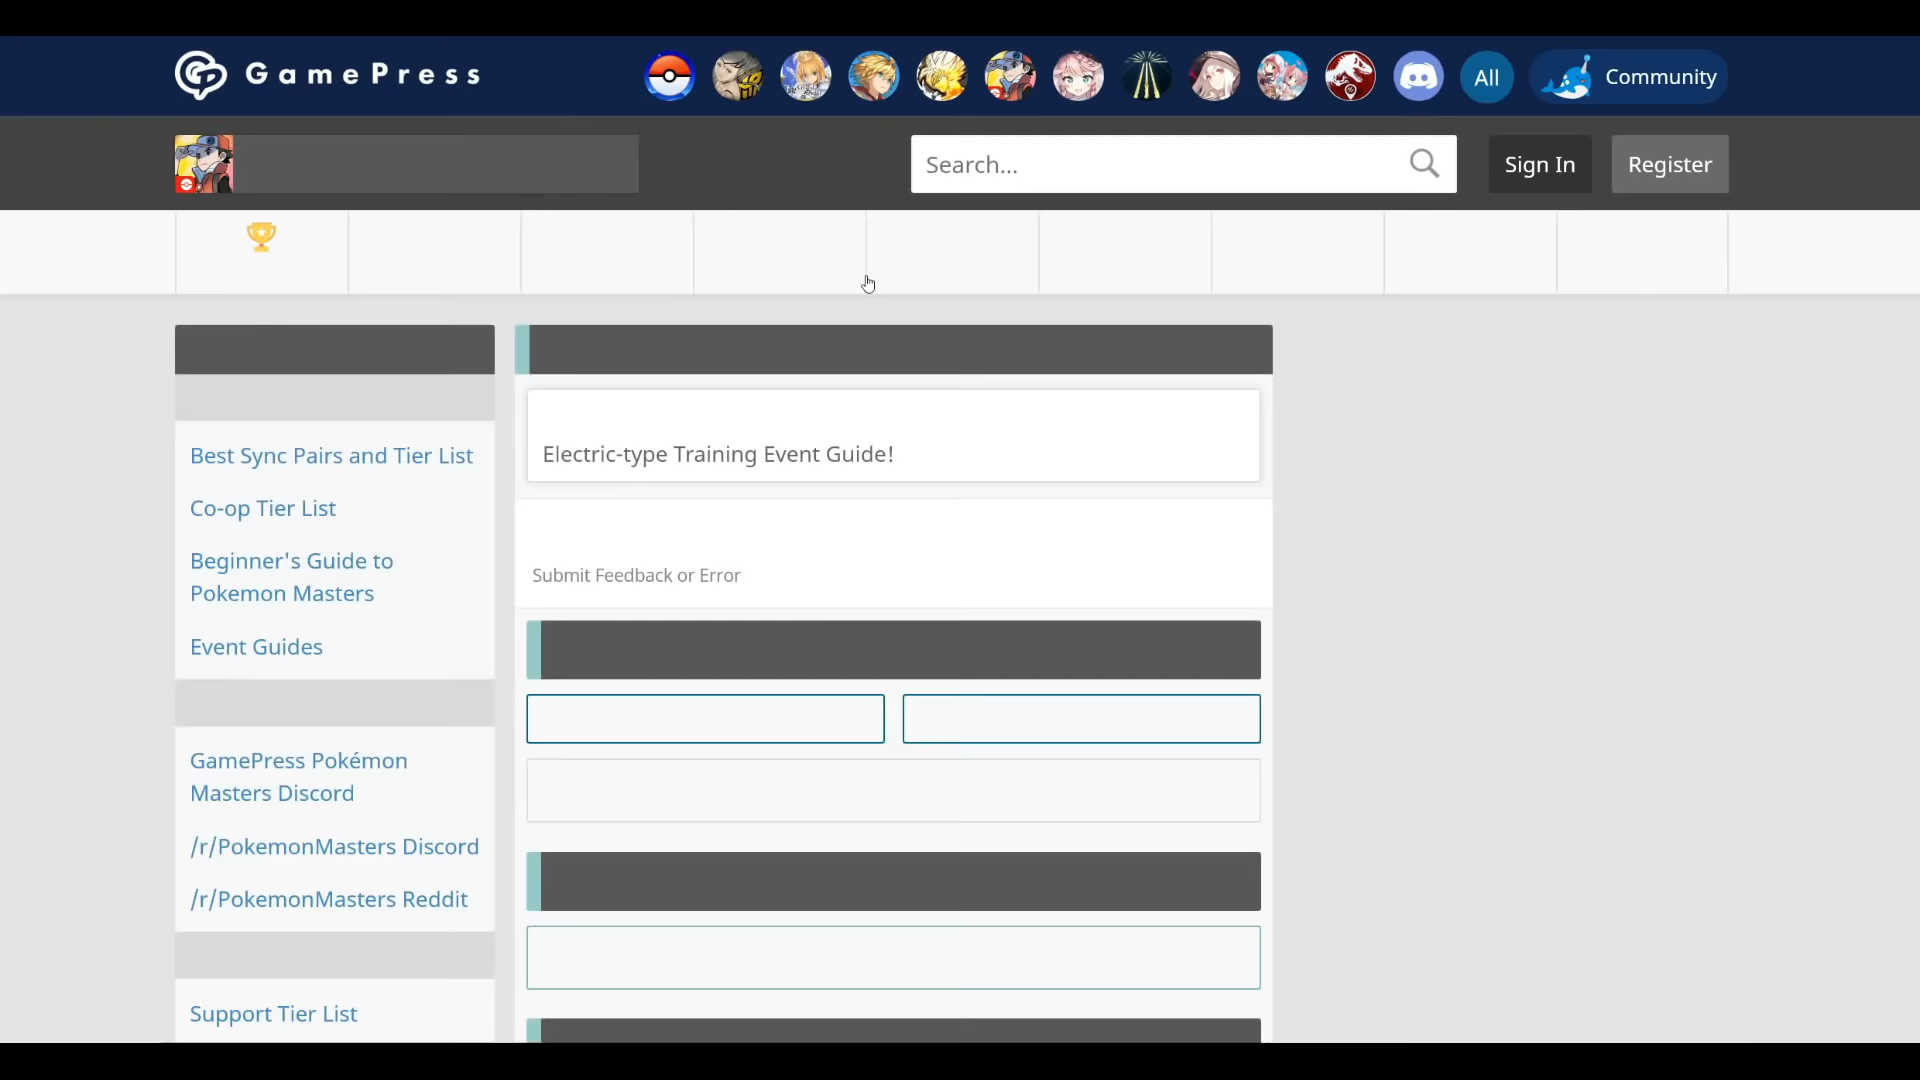 GamePress
All
Community
Search...
Sign In
Register
Best Sync Pairs and Tier List
Co-op Tier List
Beginner's Guide to
Pokemon Masters
Event Guides
GamePress Pokémon
Masters Discord
/r/PokemonMasters Discord
/r/PokemonMasters Reddit
Support Tier List
Electric-type Training Event Guide!
Submit Feedback or Error